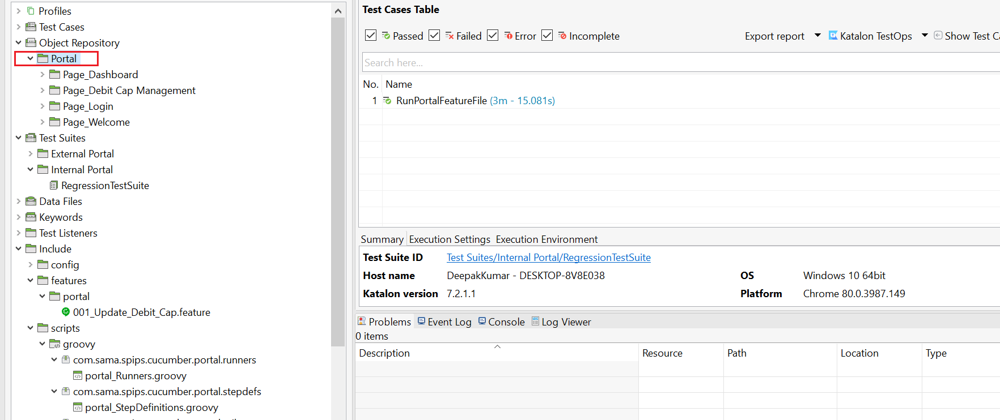 Profiles
Test Cases
Object Repository
Portal
Page_Dashboard
Page_Debit Cap Management
Page_Login
Page_Welcome
Test Suites
External Portal
Internal Portal
RegressionTestSuite
Data Files
Keywords
Test Listeners
Include
config
features
portal
001_Update_Debit_Cap.feature
scripts
groovy
com.sama.spips.cucumber.portal.runners
portal_Runners.groovy
com.sama.spips.cucumber.portal.stepdefs
portal_StepDefinitions.groovy
Test Cases Table
Passed Failed Error Incomplete Export report Katalon TestOps Show Test
Search here...
No. Name
1 RunPortalFeatureFile (3m - 15.081s)
Summary Execution Settings Execution Environment
Test Suite ID Test Suites/Internal Portal/RegressionTestSuite
Host name DeepakKumar - DESKTOP-8V8E038 OS Windows 10 64bit
Katalon version 7.2.1.1 Platform Chrome 80.0.3987.149
Problems Event Log Console Log Viewer
0 items
Description Resource Path Location Type